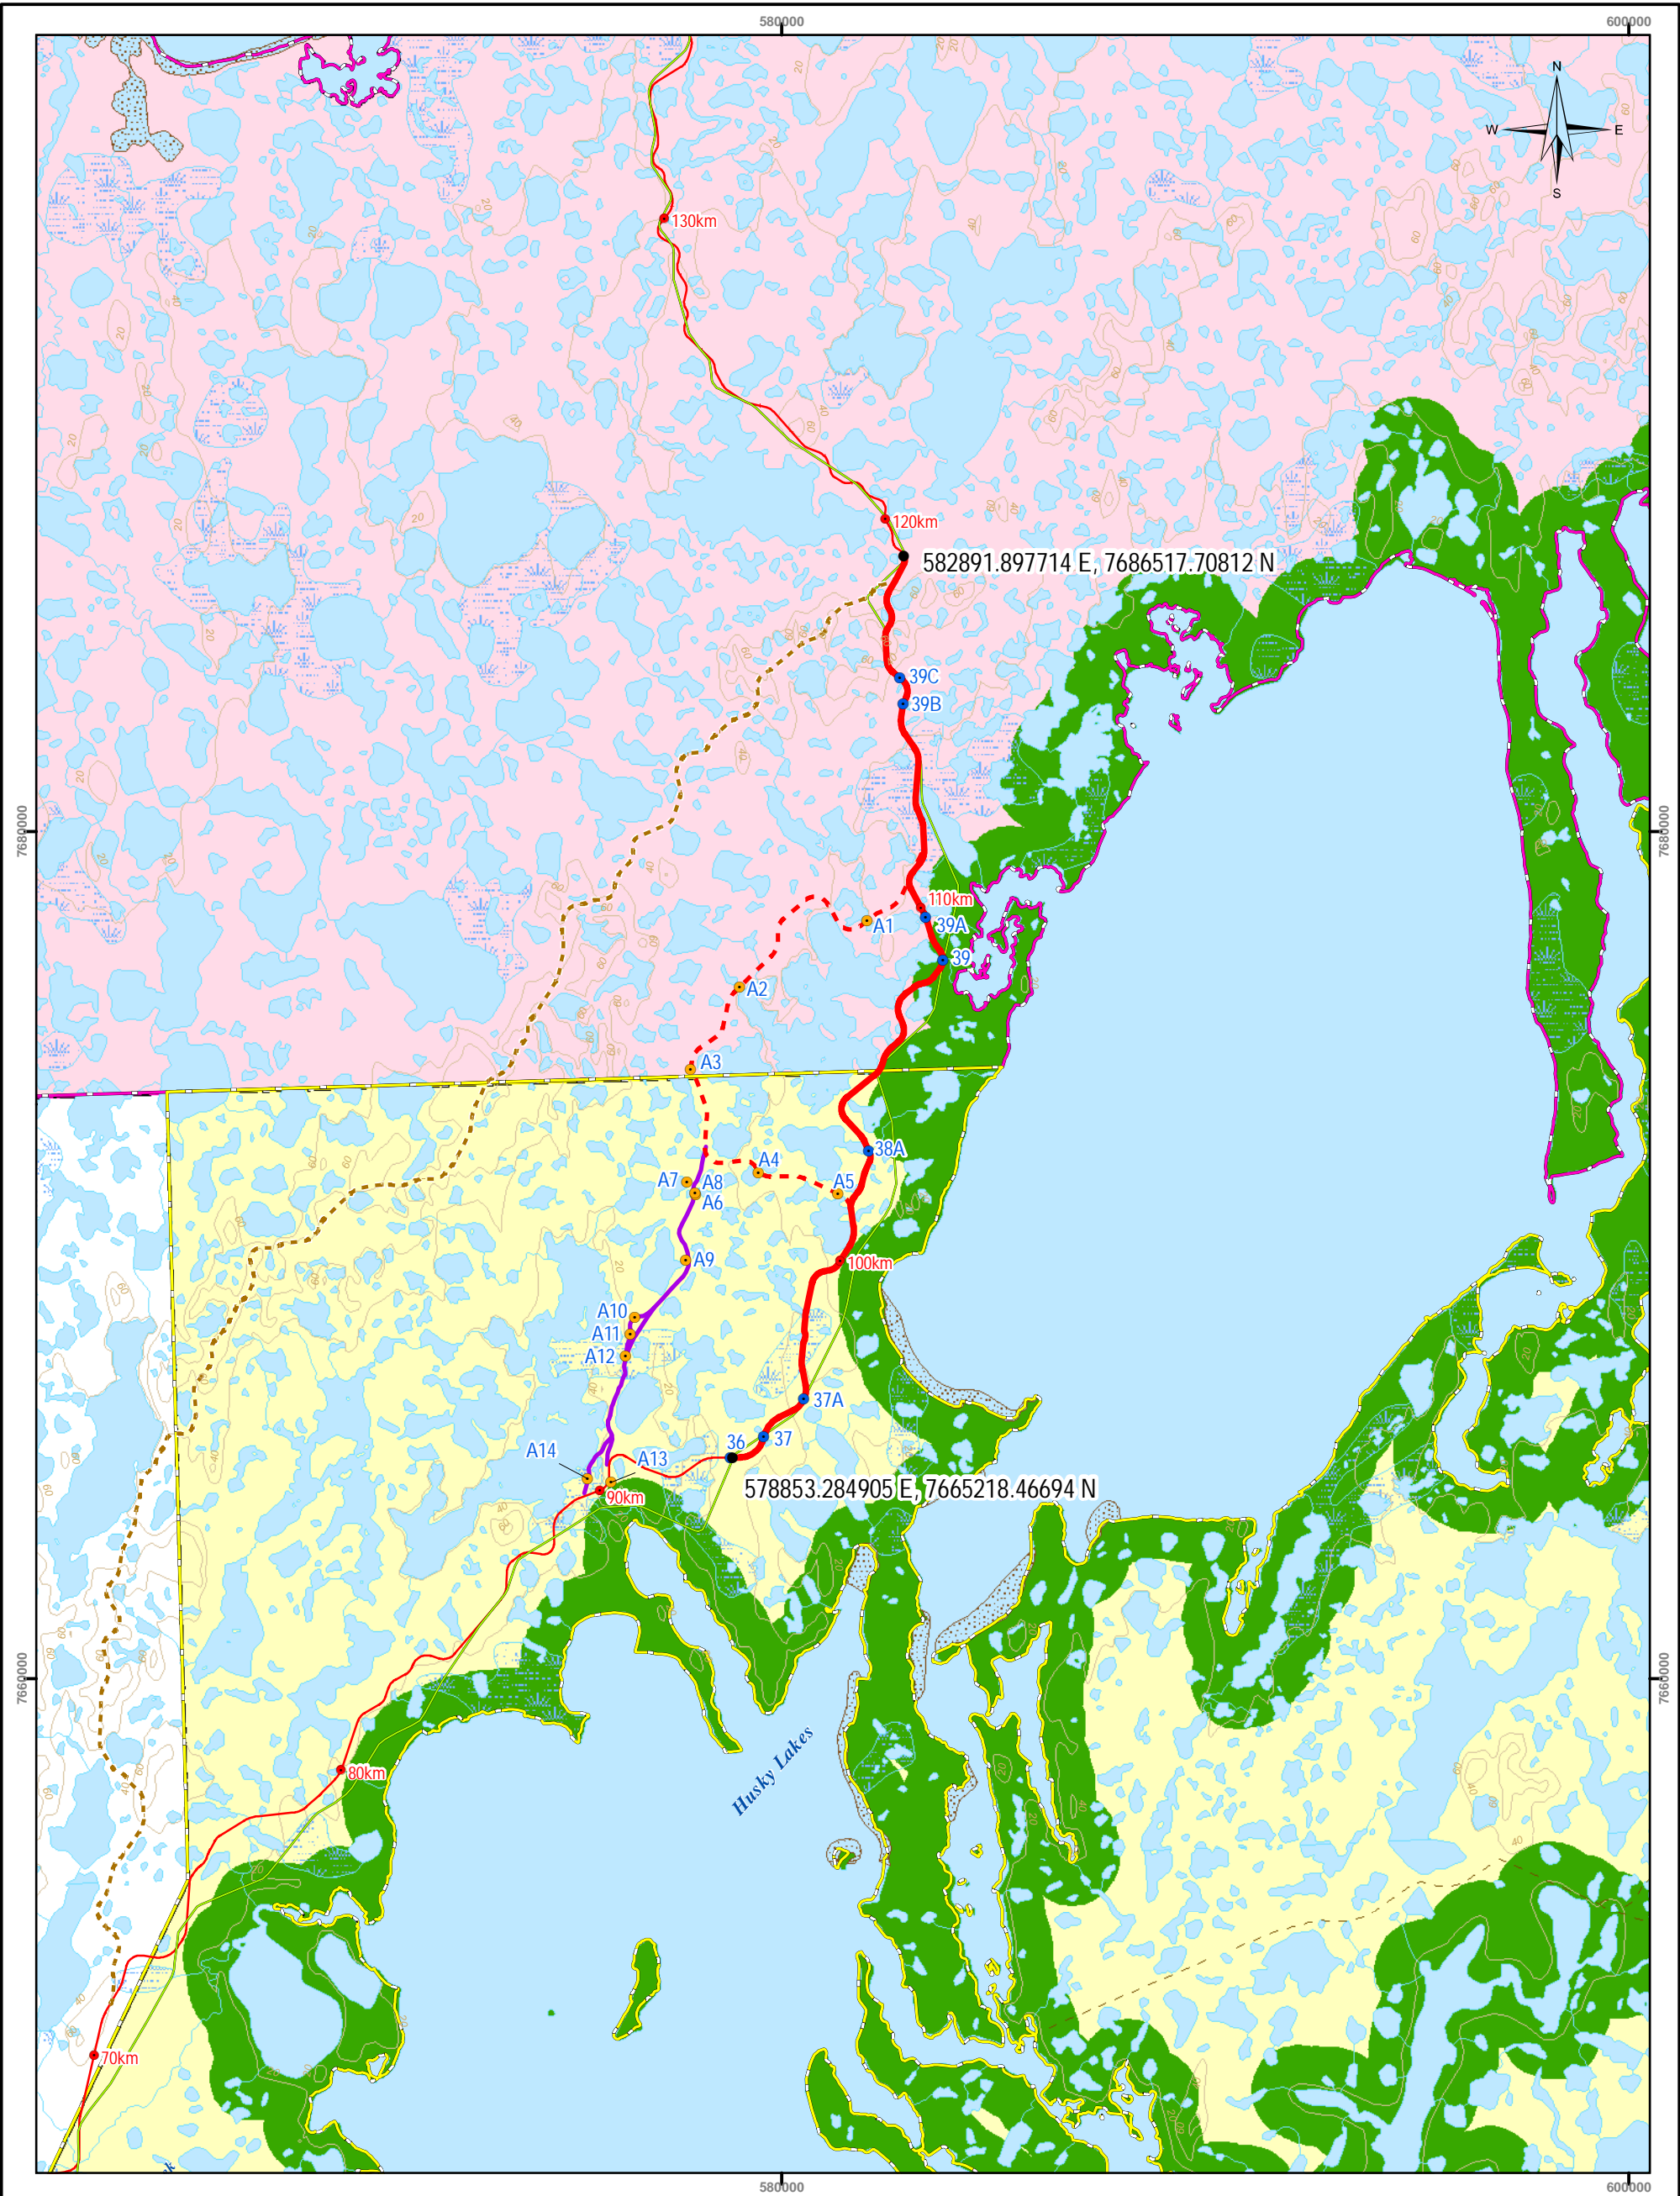 580000
600000
N
W E
S
130km
120km
582891.897714 E, 7686517.70812 N
39C
39B
7680000
7680000
110km
A1
39A
39
A2
A3
38A
A4
A7
A8
A5
A6
A9
100km
A10
A11
A12
37A
36
37
A14
A13
578853.284905 E, 7665218.46694 N
90km
7660000
7660000
80km
Husky Lakes
70km
580000
600000